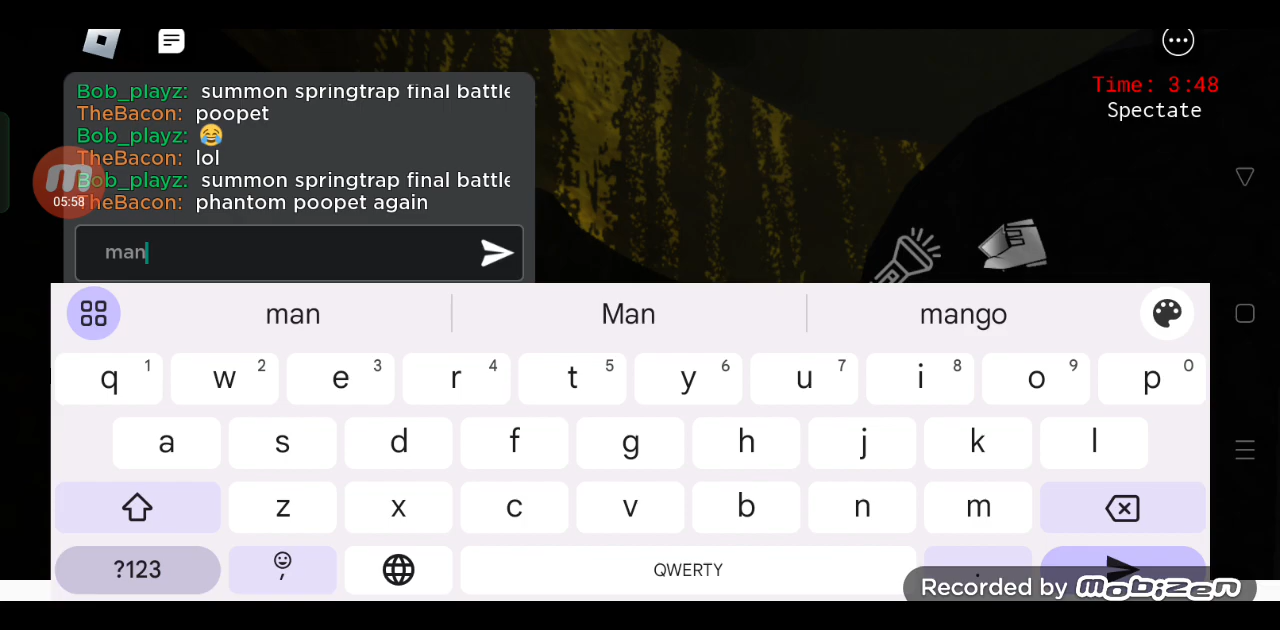 Time: 3:48
Spectate
Bob_playz: summon springtrap final battle
TheBacon: poopet
Bob_playz: 😂
TheBacon: lol
Bob_playz: summon springtrap final battle
TheBacon: phantom poopet again
05:58
man
man Man mango
q 1 w 2 e 3 r 4 t 5 y 6 u 7 i 8 o 9 p 0
a s d f g h j k l
z x c v b n m
?123 , QWERTY .
Recorded by mobizen